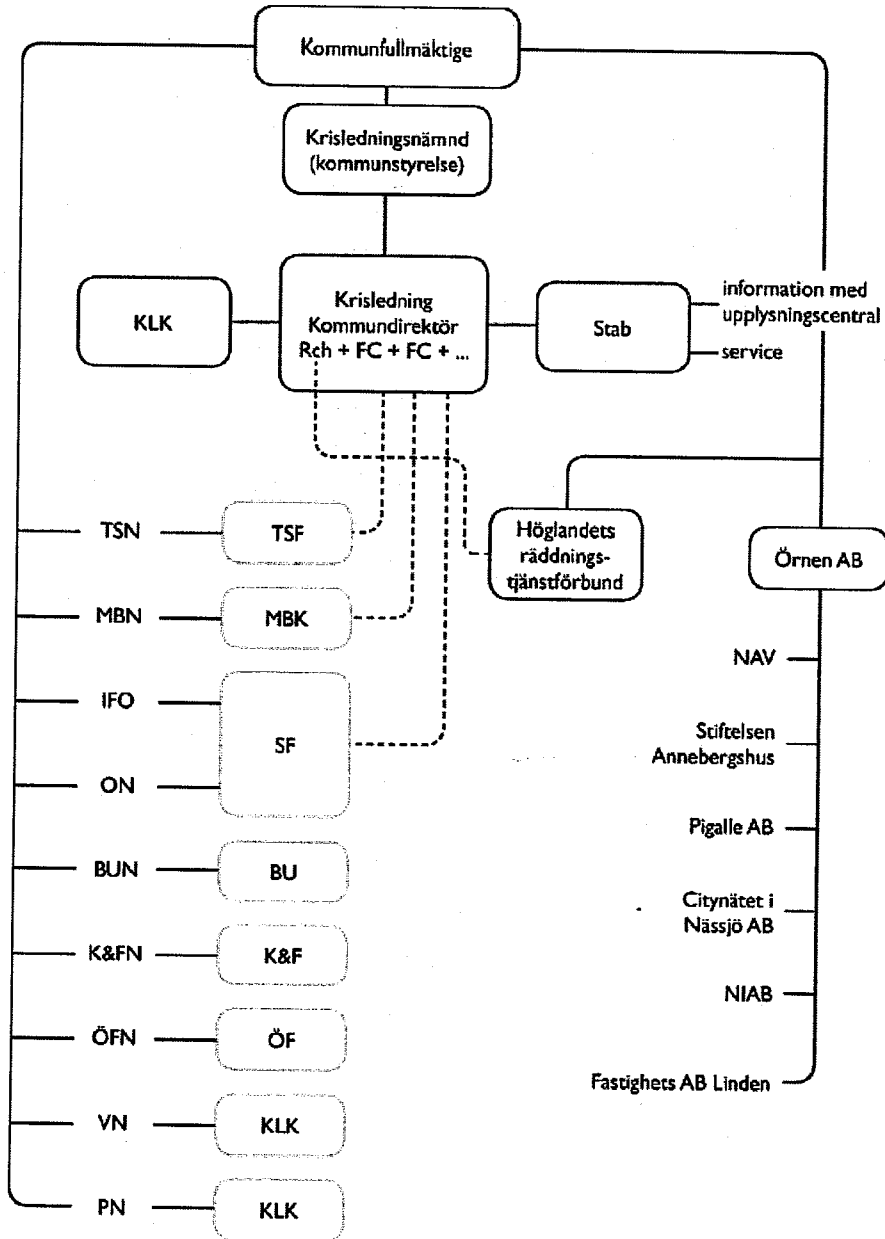 Kommunfullmäktige
Krisledningsnämnd
(kommunstyrelse)
KLK
Krisledning
Kommundirektör
Rch + FC + FC + ...
Stab
information med
upplysningscentral
service
TSN
TSF
Höglandets
räddnings-
tjänstförbund
Örnen AB
MBN
MBK
NAV
IFO
SF
ON
Stiftelsen
Annebergshus
Pigalle AB
BUN
BU
Citynätet i
Nässjö AB
K&FN
K&F
NIAB
ÖFN
ÖF
Fastighets AB Linden
VN
KLK
PN
KLK